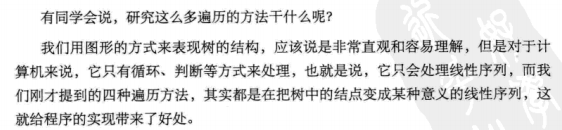 有同学会说，研究这么多遍历的方法干什么呢？
我们用图形的方式来表现树的结构，应该说是非常直观和容易理解，但是对于计
算机来说，它只有循环、判断等方式来处理，也就是说，它只会处理线性序列，而我
们刚才提到的四种遍历方法，其实都是在把树中的结点变成某种意义的线性序列，这
就给程序的实现带来了好处。